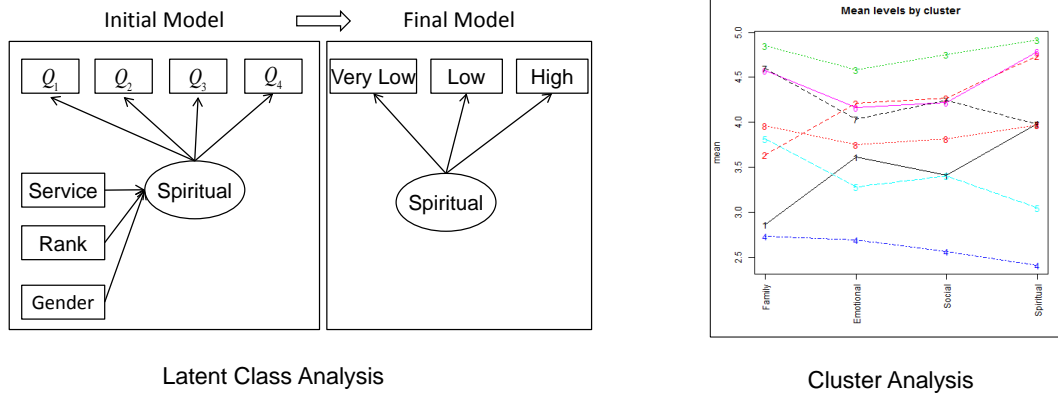 Initial Model
Final Model
Q1
Q2
Q3
Q4
Spiritual
Service
Rank
Gender
Very Low
Low
High
Spiritual
Latent Class Analysis
Mean levels by cluster
mean
5.0
4.5
4.0
3.5
3.0
2.5
Family
Emotional
Social
Spiritual
Cluster Analysis